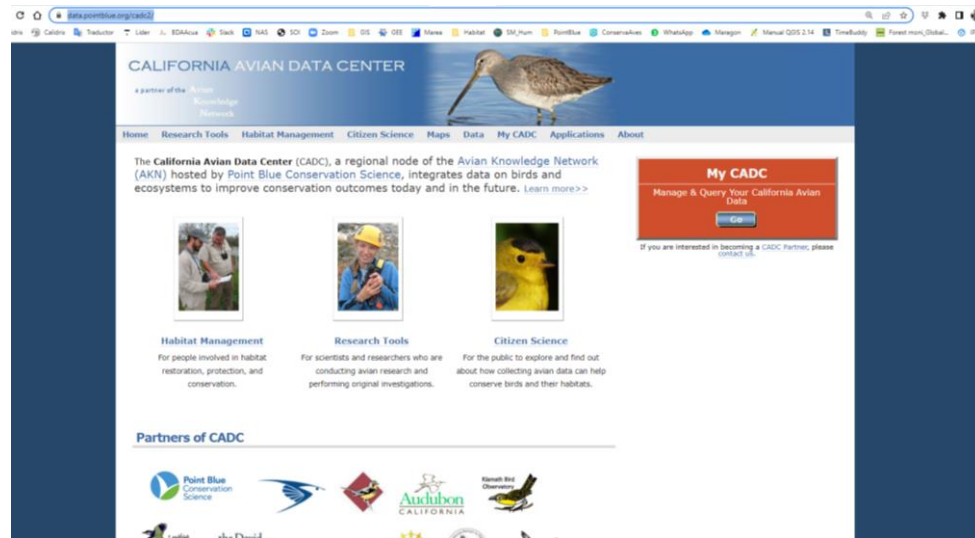 data.pointblue.org/cadc2/
Calidris Traductor Lider EDAAcua Slack NAS SOI Zoom GIS GEE Marea Habitat SM_Hum PointBlue ConservaAves WhatsApp Maregon Manual QGIS 2.14 TimeBuddy Forest moni_Global...
CALIFORNIA AVIAN DATA CENTER
a partner of the Avian
Knowledge
Network
Home Research Tools Habitat Management Citizen Science Maps Data My CADC Applications About
The California Avian Data Center (CADC), a regional node of the Avian Knowledge Network
(AKN) hosted by Point Blue Conservation Science, integrates data on birds and
ecosystems to improve conservation outcomes today and in the future. Learn more>>
My CADC
Manage & Query Your California Avian
Data
Go
If you are interested in becoming a CADC Partner, please
contact us.
Habitat Management
For people involved in habitat
restoration, protection, and
conservation.
Research Tools
For scientists and researchers who are
conducting avian research and
performing original investigations.
Citizen Science
For the public to explore and find out
about how collecting avian data can help
conserve birds and their habitats.
Partners of CADC
Point Blue
Conservation
Science
Audubon
CALIFORNIA
Klamath Bird
Observatory
the David